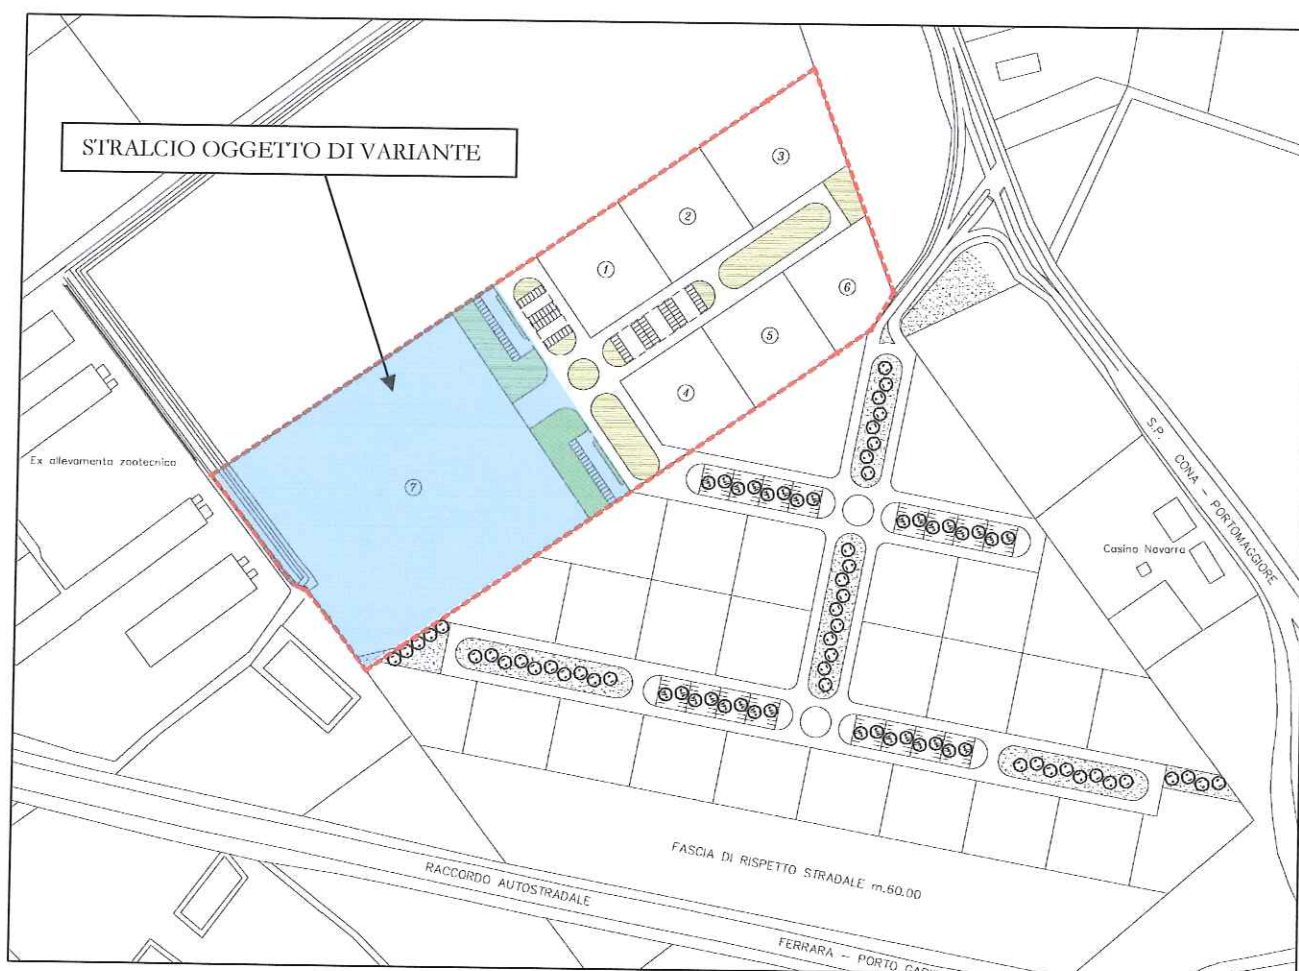 STRALCIO OGGETTO DI VARIANTE
3
2
1
6
5
4
7
Ex allevamento zootecnico
S.P. CONA - PORTOMAGGIORE
Casino Navarra
FASCIA DI RISPETTO STRADALE m.60.00
RACCORDO AUTOSTRADALE
FERRARA - PORTO